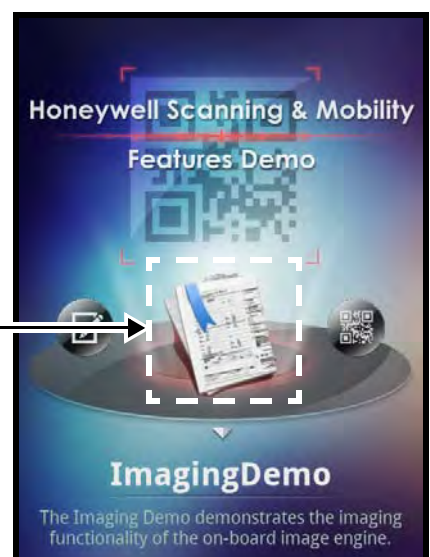 Honeywell Scanning & Mobility
Features Demo
ImagingDemo
The Imaging Demo demonstrates the imaging
functionality of the on-board image engine.